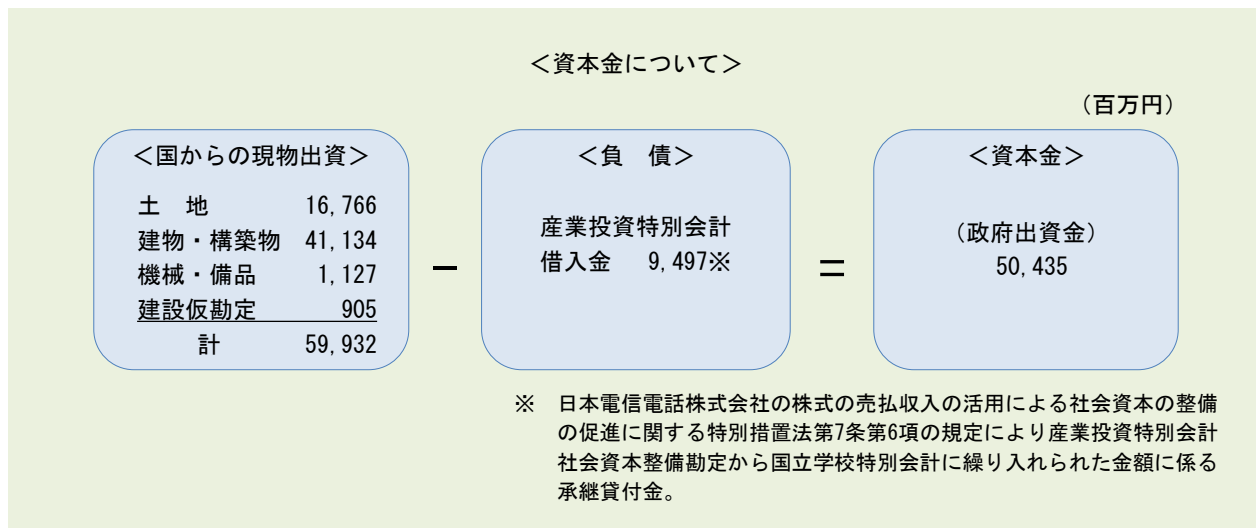 ＜資本金について＞
（百万円）
＜国からの現物出資＞
土　地　16,766
建物・構築物　41,134
機械・備品　1,127
建設仮勘定　905
計　59,932
－
＜負　債＞
産業投資特別会計
借入金　9,497※
＝
＜資本金＞
（政府出資金）
50,435
※　日本電信電話株式会社の株式の売払収入の活用による社会資本の整備
の促進に関する特別措置法第7条第6項の規定により産業投資特別会計
社会資本整備勘定から国立学校特別会計に繰り入れられた金額に係る
承継貸付金。